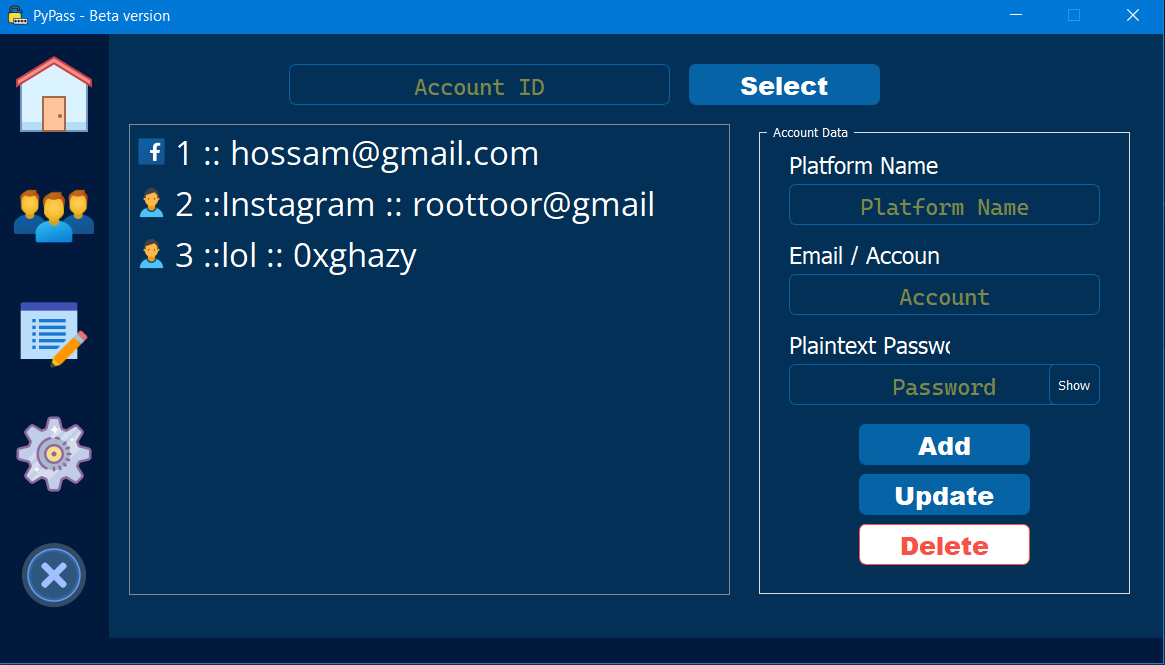 PyPass - Beta version
Account ID
Select
1 :: hossam@gmail.com
2 ::Instagram :: roottoor@gmail
3 ::lol :: 0xghazy
Account Data
Platform Name
Platform Name
Email / Accoun
Account
Plaintext Passwo
Password
Show
Add
Update
Delete